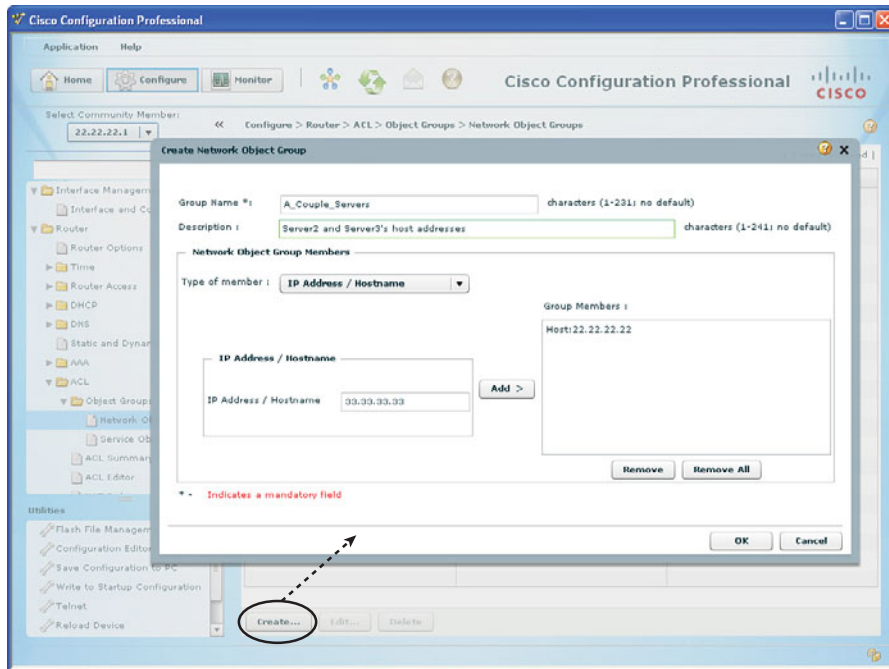 Cisco Configuration Professional
Application Help
Home Configure Monitor Cisco Configuration Professional
CISCO
Select Community Member:
22.22.22.1
Configure > Router > ACL > Object Groups > Network Object Groups
Create Network Object Group
Interface Managem
Interface and Co
Router
Router Options
Time
Router Access
DHCP
DNS
Static and Dynar
AAA
ACL
Object Group
Network O
Service Ob
ACL Summary
ACL Editor
Group Name *: A_Couple_Servers characters (1-231; no default)
Description : Server2 and Server3's host addresses characters (1-241; no default)
Network Object Group Members
Type of member : IP Address / Hostname
Group Members :
Host:22.22.22.22
IP Address / Hostname
IP Address / Hostname 33.33.33.33
Add >
Remove Remove All
* - Indicates a mandatory field
OK Cancel
Utilities
Flash File Managem
Configuration Editor
Save Configuration to PC
Write to Startup Configuration
Telnet
Reload Device
Create... Edit... Delete